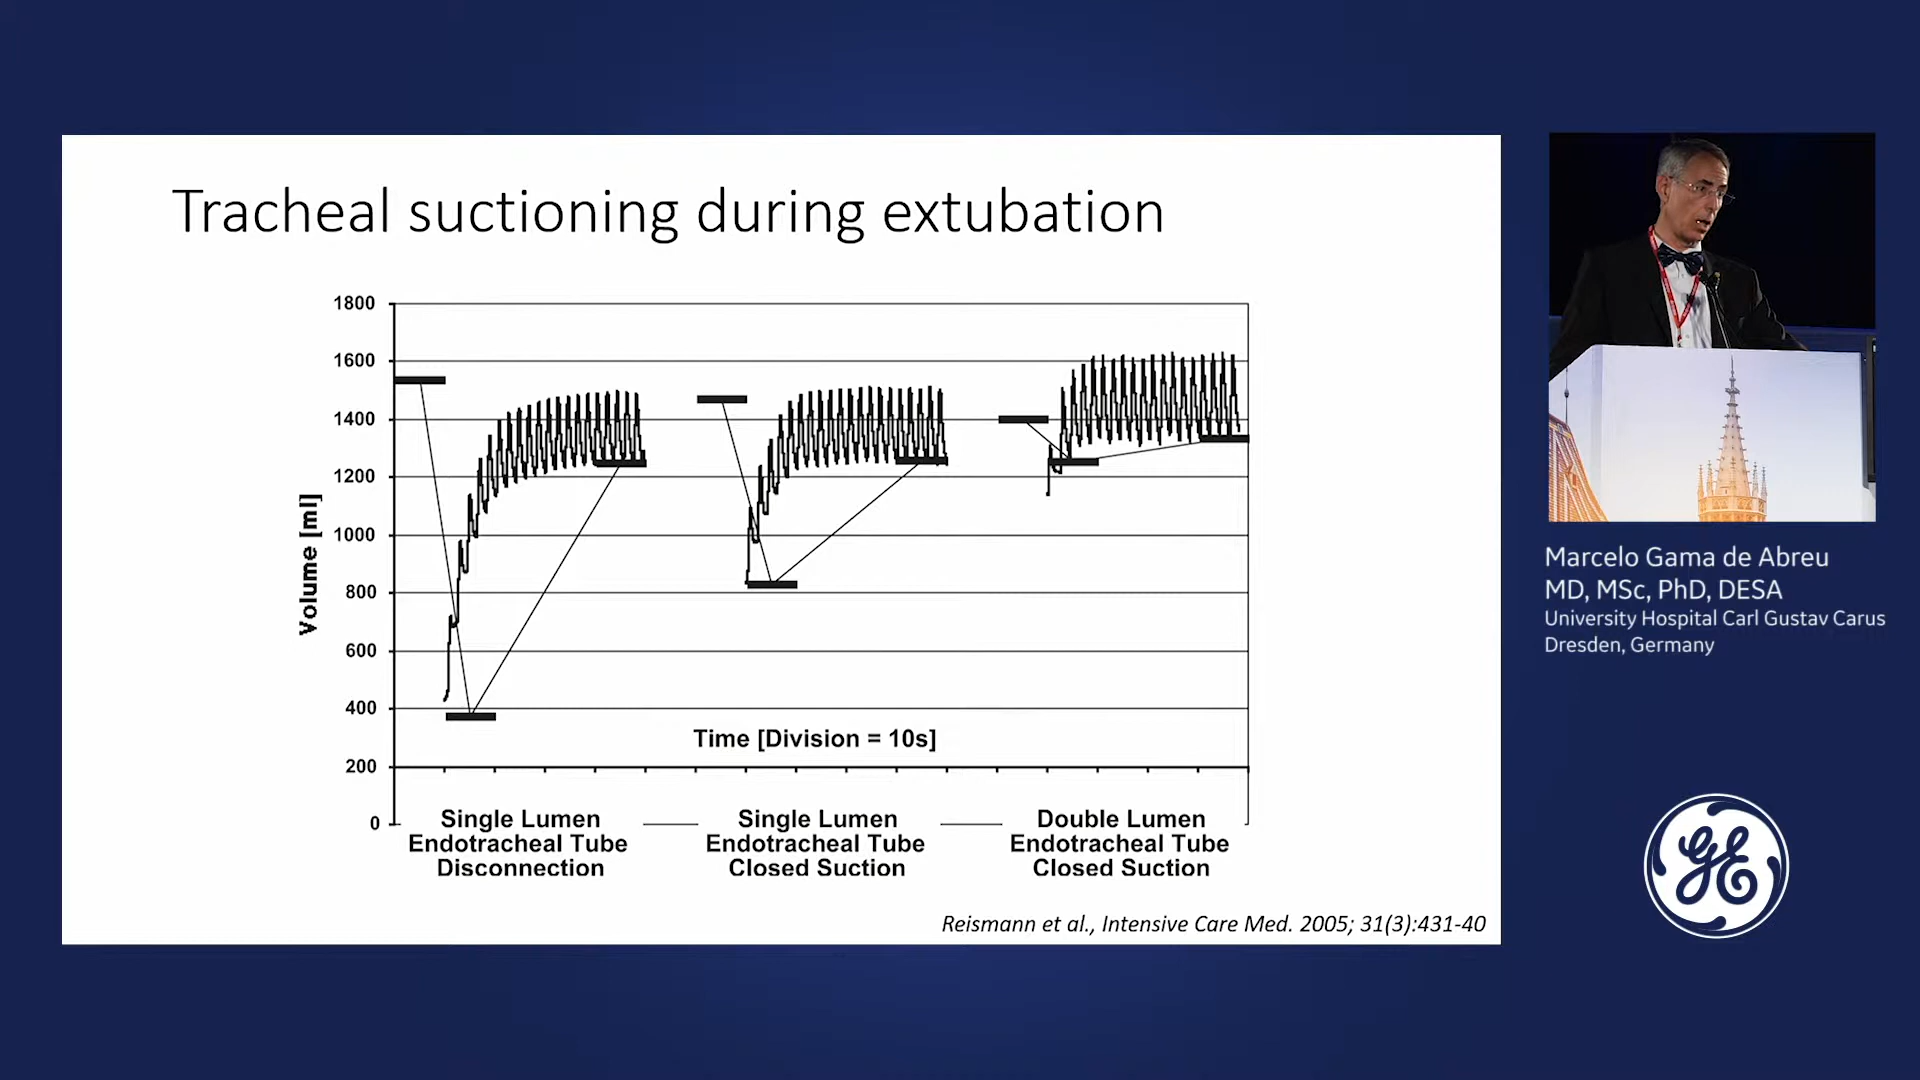 Tracheal suctioning during extubation
1800
1600
1400
1200
1000
800
600
400
200
0
Volume [ml]
Time [Division = 10s]
Single Lumen
Endotracheal Tube
Disconnection
Single Lumen
Endotracheal Tube
Closed Suction
Double Lumen
Endotracheal Tube
Closed Suction
Reismann et al., Intensive Care Med. 2005; 31(3):431-40
Marcelo Gama de Abreu
MD, MSc, PhD, DESA
University Hospital Carl Gustav Carus
Dresden, Germany
GE